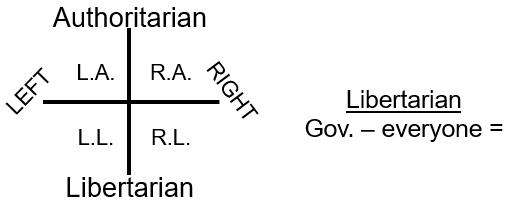 Authoritarian
LEFT
L.A.
R.A.
RIGHT
L.L.
R.L.
Libertarian
Libertarian
Gov. – everyone =